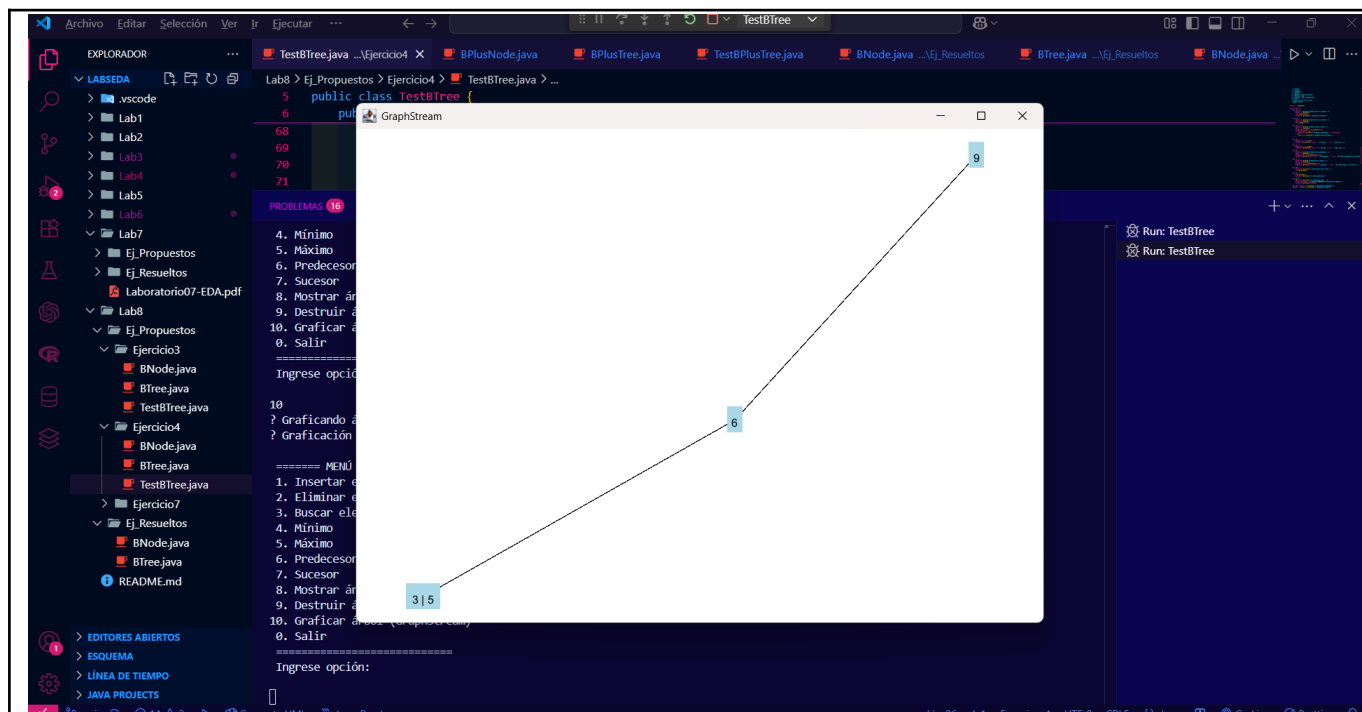 Archivo Editar Selección Ver Ir Ejecutar ··· ← → TestBTree
EXPLORADOR ···
TestBTree.java ...\Ejercicio4 × BPlusNode.java BPlusTree.java TestBPlusTree.java BNode.java ...\Ej_Resueltos BTree.java ...\Ej_Resueltos BNode.java ...
LABSEDA
Lab8 > Ej_Propuestos > Ejercicio4 > TestBTree.java > ...
.vscode
Lab1
Lab2
Lab3
Lab4
Lab5
Lab6
Lab7
Ej_Propuestos
Ej_Resueltos
Laboratorio07-EDA.pdf
Lab8
Ej_Propuestos
Ejercicio3
BNode.java
BTree.java
TestBTree.java
Ejercicio4
BNode.java
BTree.java
TestBTree.java
Ejercicio7
Ej_Resueltos
BNode.java
BTree.java
README.md
EDITORES ABIERTOS
ESQUEMA
LÍNEA DE TIEMPO
JAVA PROJECTS
2
1
5 public class TestBTree {
6 pub
68
69
70
71
PROBLEMAS 16
4. Mínimo
5. Máximo
6. Predecesor
7. Sucesor
8. Mostrar ár
9. Destruir á
10. Graficar á
0. Salir
=============
Ingrese opció
10
? Graficando á
? Graficación
======= MENÚ
1. Insertar e
2. Eliminar e
3. Buscar ele
4. Mínimo
5. Máximo
6. Predecesor
7. Sucesor
8. Mostrar ár
9. Destruir á
10. Graficar árbol (GraphStream)
0. Salir
===========================
Ingrese opción:
GraphStream
9
6
3 | 5
Run: TestBTree
Run: TestBTree